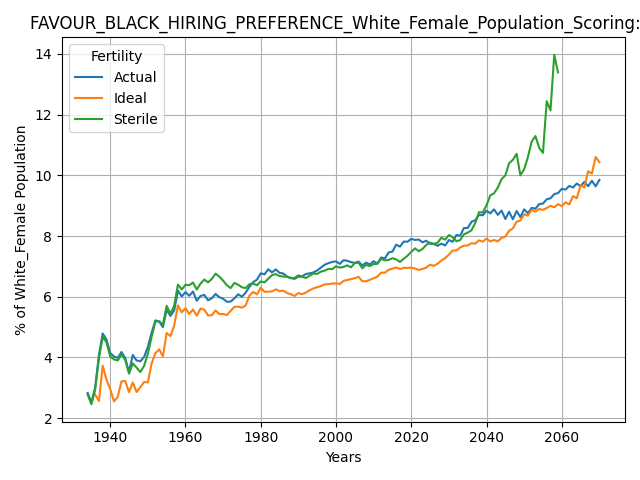 FAVOUR_BLACK_HIRING_PREFERENCE_White_Female_Population_Scoring:
Fertility
Actual
Ideal
Sterile
% of White_Female Population
14
12
10
8
6
4
2
1940 1960 1980 2000 2020 2040 2060
Years